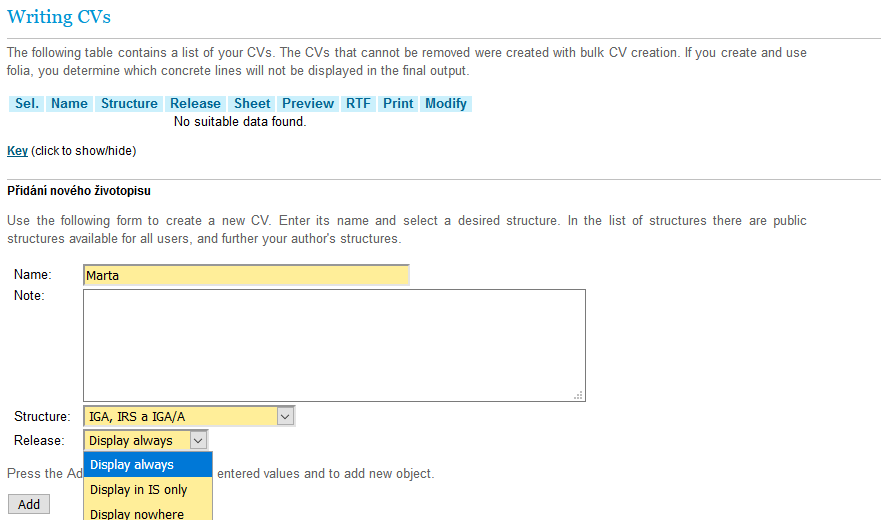 Writing CVs
The following table contains a list of your CVs. The CVs that cannot be removed were created with bulk CV creation. If you create and use
folia, you determine which concrete lines will not be displayed in the final output.
Sel. Name Structure Release Sheet Preview RTF Print Modify
No suitable data found.
Key (click to show/hide)
Přidání nového životopisu
Use the following form to create a new CV. Enter its name and select a desired structure. In the list of structures there are public
structures available for all users, and further your author's structures.
Name: Marta
Note:
Structure: IGA, IRS a IGA/A
Release: Display always
Display always
Press the Ad entered values and to add new object.
Display in IS only
Add
Display nowhere